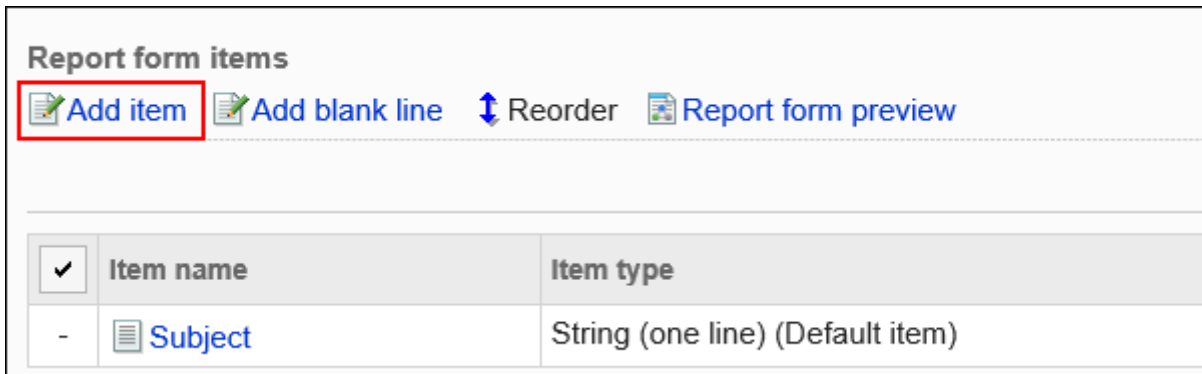 Report form items
Add item Add blank line Reorder Report form preview
Item name Item type
- Subject String (one line) (Default item)